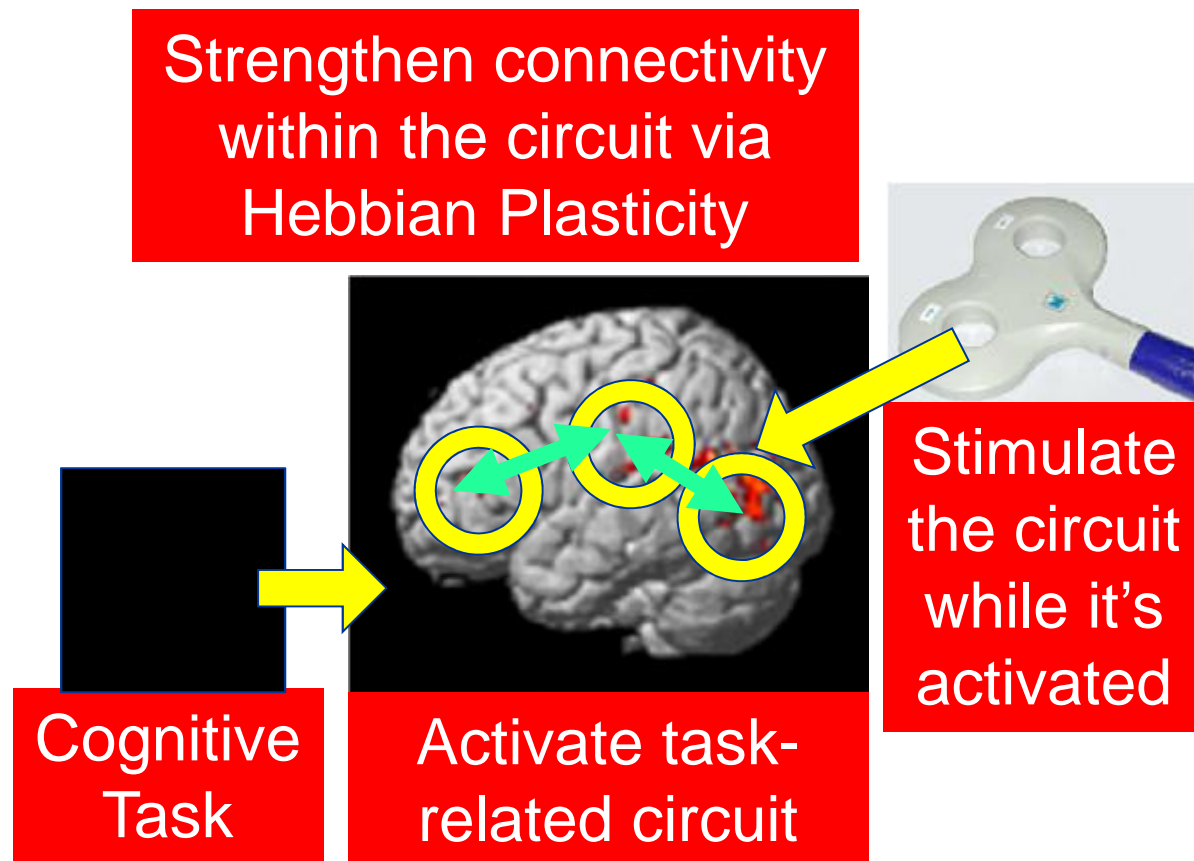 Strengthen connectivity
within the circuit via
Hebbian Plasticity
Stimulate
the circuit
while it’s
activated
Cognitive
Task
Activate task-
related circuit